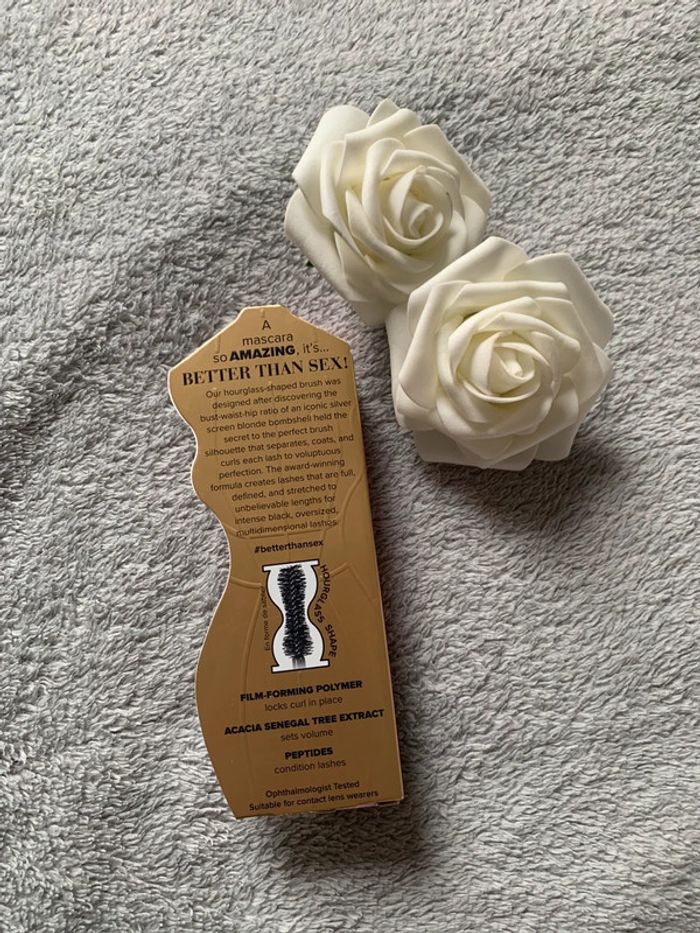 A
mascara
so AMAZING, it's...
BETTER THAN SEX!
Our hourglass-shaped brush was
designed after discovering the
bust-waist-hip ratio of an iconic silver
screen blonde bombshell held the
secret to the perfect brush
silhouette that separates, coats, and
curls each lash to voluptuous
perfection. The award-winning
formula creates lashes that are full,
defined, and stretched to
unbelievable lengths for
intense black, oversized,
multidimensional lashes.
#betterthansex
En forme de sablier
HOURGLASS SHAPE
FILM-FORMING POLYMER
locks curl in place
ACACIA SENEGAL TREE EXTRACT
sets volume
PEPTIDES
condition lashes
Ophthalmologist Tested
Suitable for contact lens wearers